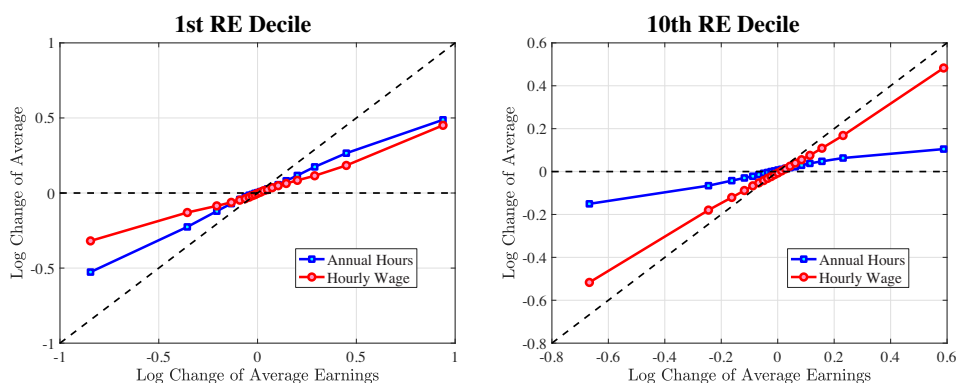 1st RE Decile
Log Change of Average
1
0.5
0
-0.5
-1
-1
-0.5
0
0.5
1
Annual Hours
Hourly Wage
Log Change of Average Earnings
10th RE Decile
Log Change of Average
0.6
0.4
0.2
0
-0.2
-0.4
-0.6
-0.8
-0.8
-0.6
-0.4
-0.2
0
0.2
0.4
0.6
Annual Hours
Hourly Wage
Log Change of Average Earnings